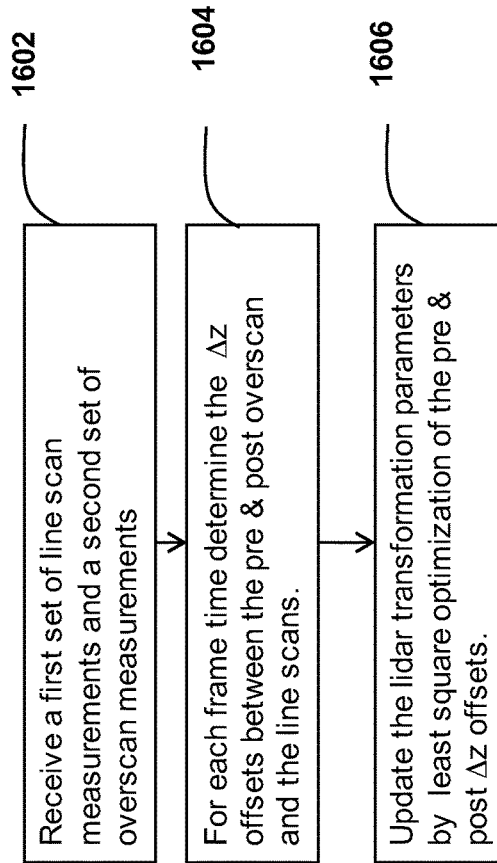 1602
Receive a first set of line scan
measurements and a second set of
overscan measurements
1604
For each frame time determine the Δz
offsets between the pre & post overscan
and the line scans.
1606
Update the lidar transformation parameters
by least square optimization of the pre &
post Δz offsets.